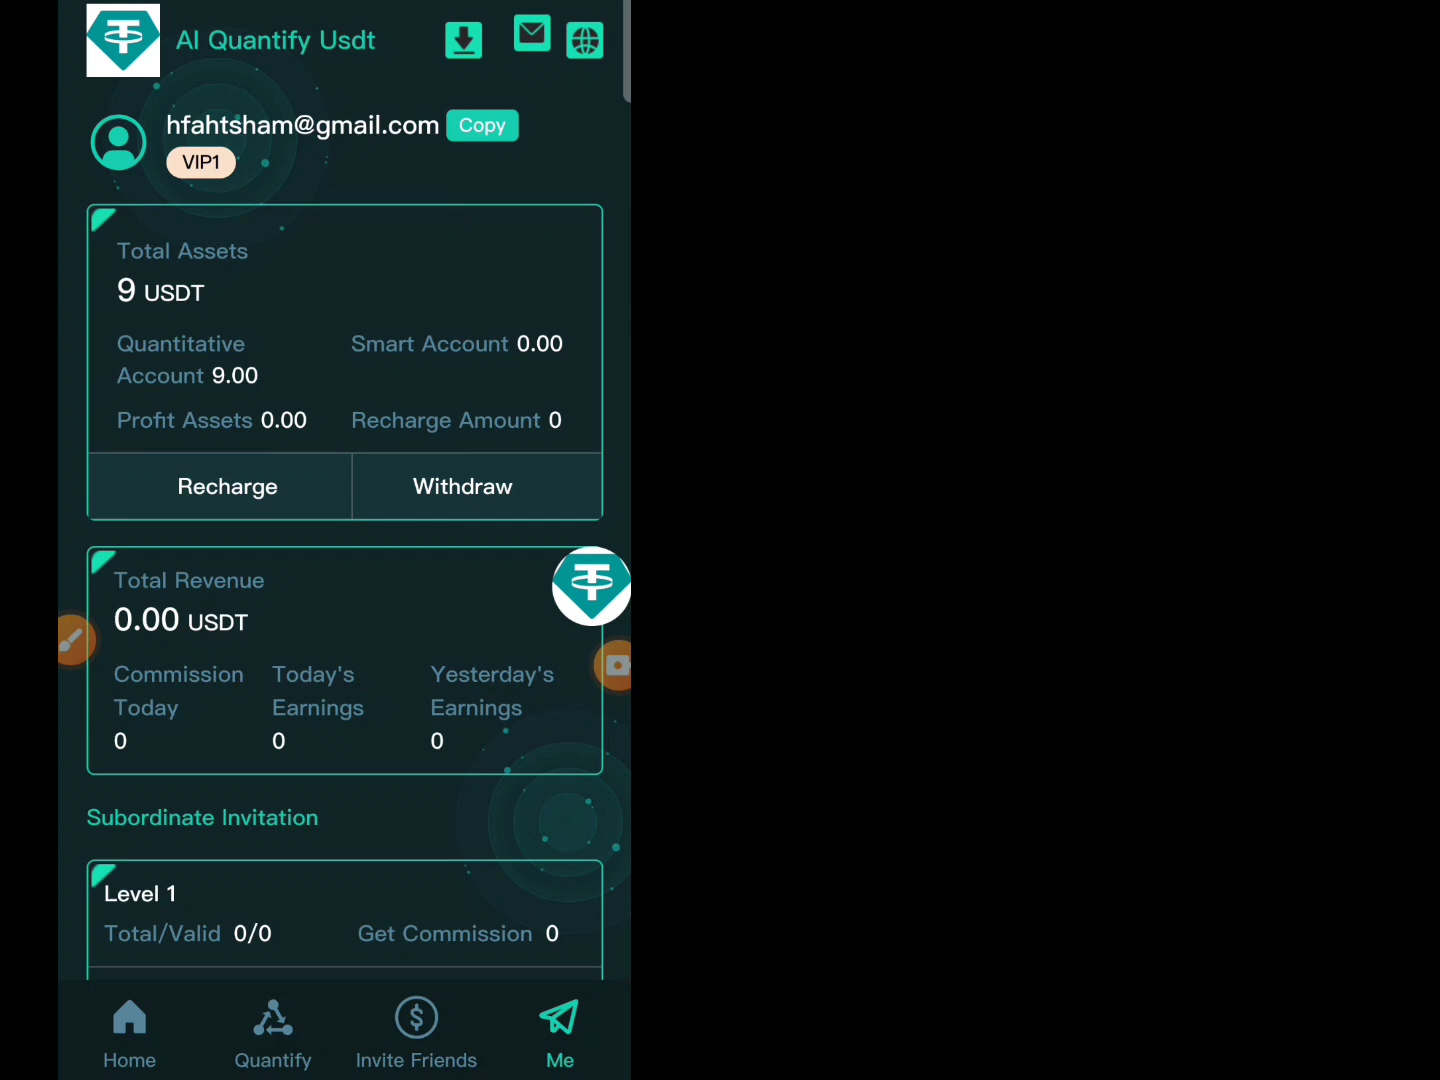 AI Quantify Usdt
hfahtsham@gmail.com Copy
VIP1
Total Assets
9 USDT
Quantitative Account 9.00
Smart Account 0.00
Profit Assets 0.00
Recharge Amount 0
Recharge
Withdraw
Total Revenue
0.00 USDT
Commission Today
0
Today's Earnings
0
Yesterday's Earnings
0
Subordinate Invitation
Level 1
Total/Valid 0/0
Get Commission 0
Home
Quantify
Invite Friends
Me